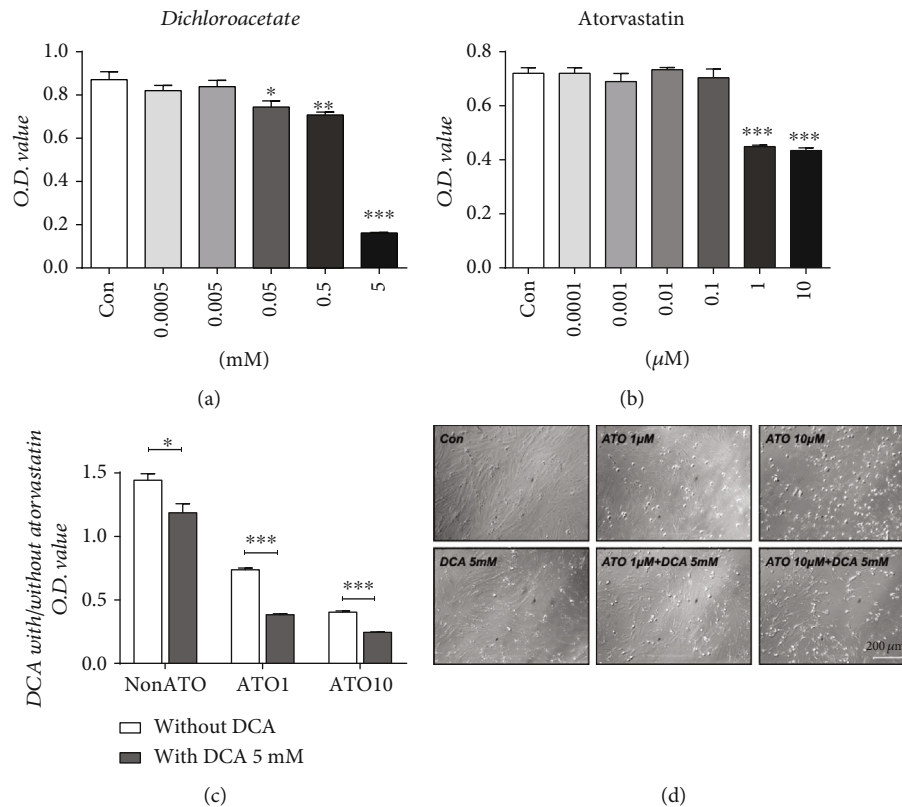 Dichloroacetate
1.0
0.8
0.6
0.4
0.2
0.0
O.D. value
*
**
***
Con
0.0005
0.005
0.05
0.5
5
(mM)
(a)
Atorvastatin
0.8
0.6
0.4
0.2
0.0
O.D. value
***
***
Con
0.0001
0.001
0.01
0.1
1
10
(μM)
(b)
DCA with/without atorvastatin
O.D. value
1.5
1.0
0.5
0.0
*
***
***
NonATO ATO1 ATO10
Without DCA
With DCA 5 mM
(c)
Con
ATO 1μM
ATO 10μM
DCA 5mM
ATO 1μM+DCA 5mM
ATO 10μM+DCA 5mM
200 μm
(d)